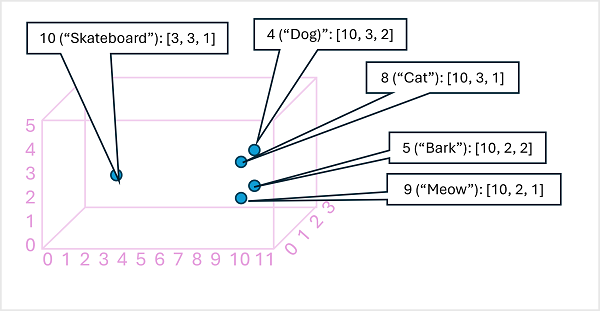 10 (“Skateboard”): [3, 3, 1]
4 (“Dog)”: [10, 3, 2]
8 (“Cat”): [10, 3, 1]
5 (“Bark”): [10, 2, 2]
9 (“Meow”): [10, 2, 1]
5
4
3
2
1
0
0 1 2 3 4 5 6 7 8 9 10 11
0 1 2 3